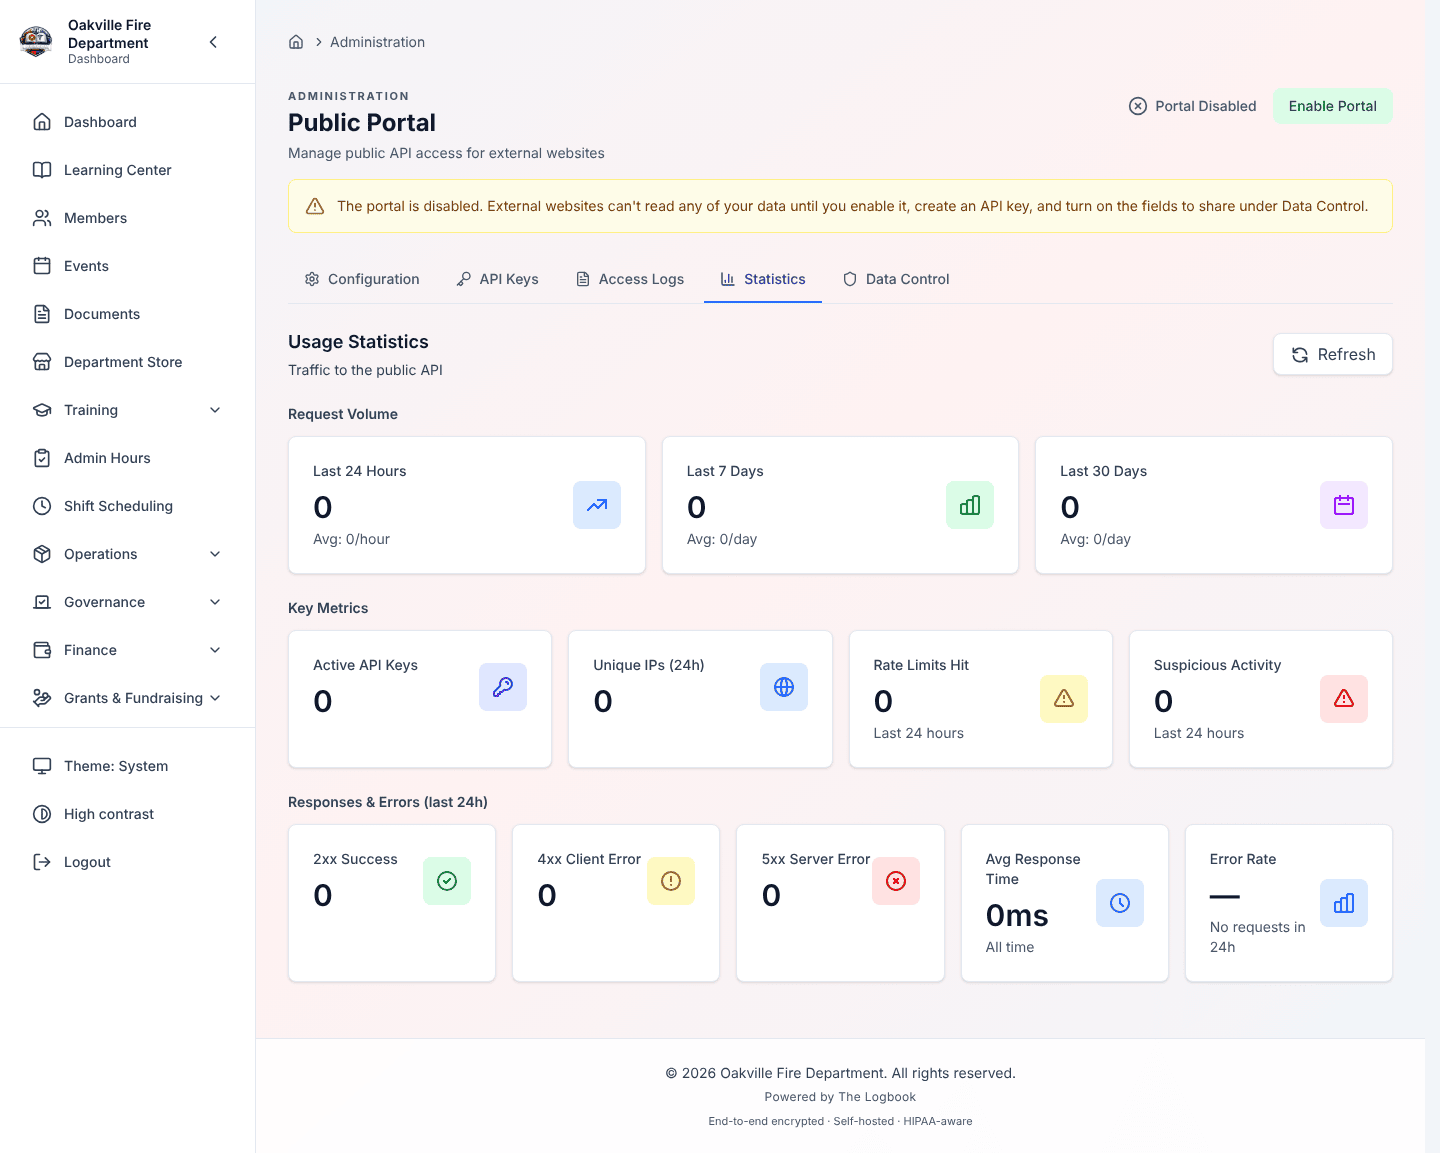 Oakville Fire
Department
Dashboard
Dashboard
Learning Center
Members
Events
Documents
Department Store
Training
Admin Hours
Shift Scheduling
Operations
Governance
Finance
Grants & Fundraising
Theme: System
High contrast
Logout
Administration
ADMINISTRATION
Public Portal
Manage public API access for external websites
Portal Disabled
Enable Portal
The portal is disabled. External websites can't read any of your data until you enable it, create an API key, and turn on the fields to share under Data Control.
Configuration
API Keys
Access Logs
Statistics
Data Control
Usage Statistics
Traffic to the public API
Refresh
Request Volume
Last 24 Hours
0
Avg: 0/hour
Last 7 Days
0
Avg: 0/day
Last 30 Days
0
Avg: 0/day
Key Metrics
Active API Keys
0
Unique IPs (24h)
0
Rate Limits Hit
0
Last 24 hours
Suspicious Activity
0
Last 24 hours
Responses & Errors (last 24h)
2xx Success
0
4xx Client Error
0
5xx Server Error
0
Avg Response
Time
0ms
All time
Error Rate
—
No requests in
24h
© 2026 Oakville Fire Department. All rights reserved.
Powered by The Logbook
End-to-end encrypted · Self-hosted · HIPAA-aware